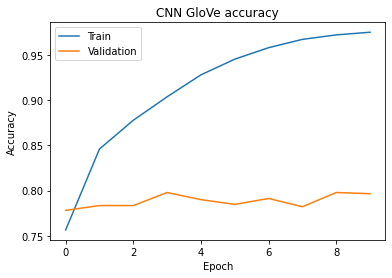 CNN GloVe accuracy
Train
Validation
0.95
0.90
0.85
0.80
0.75
Accuracy
0 2 4 6 8
Epoch